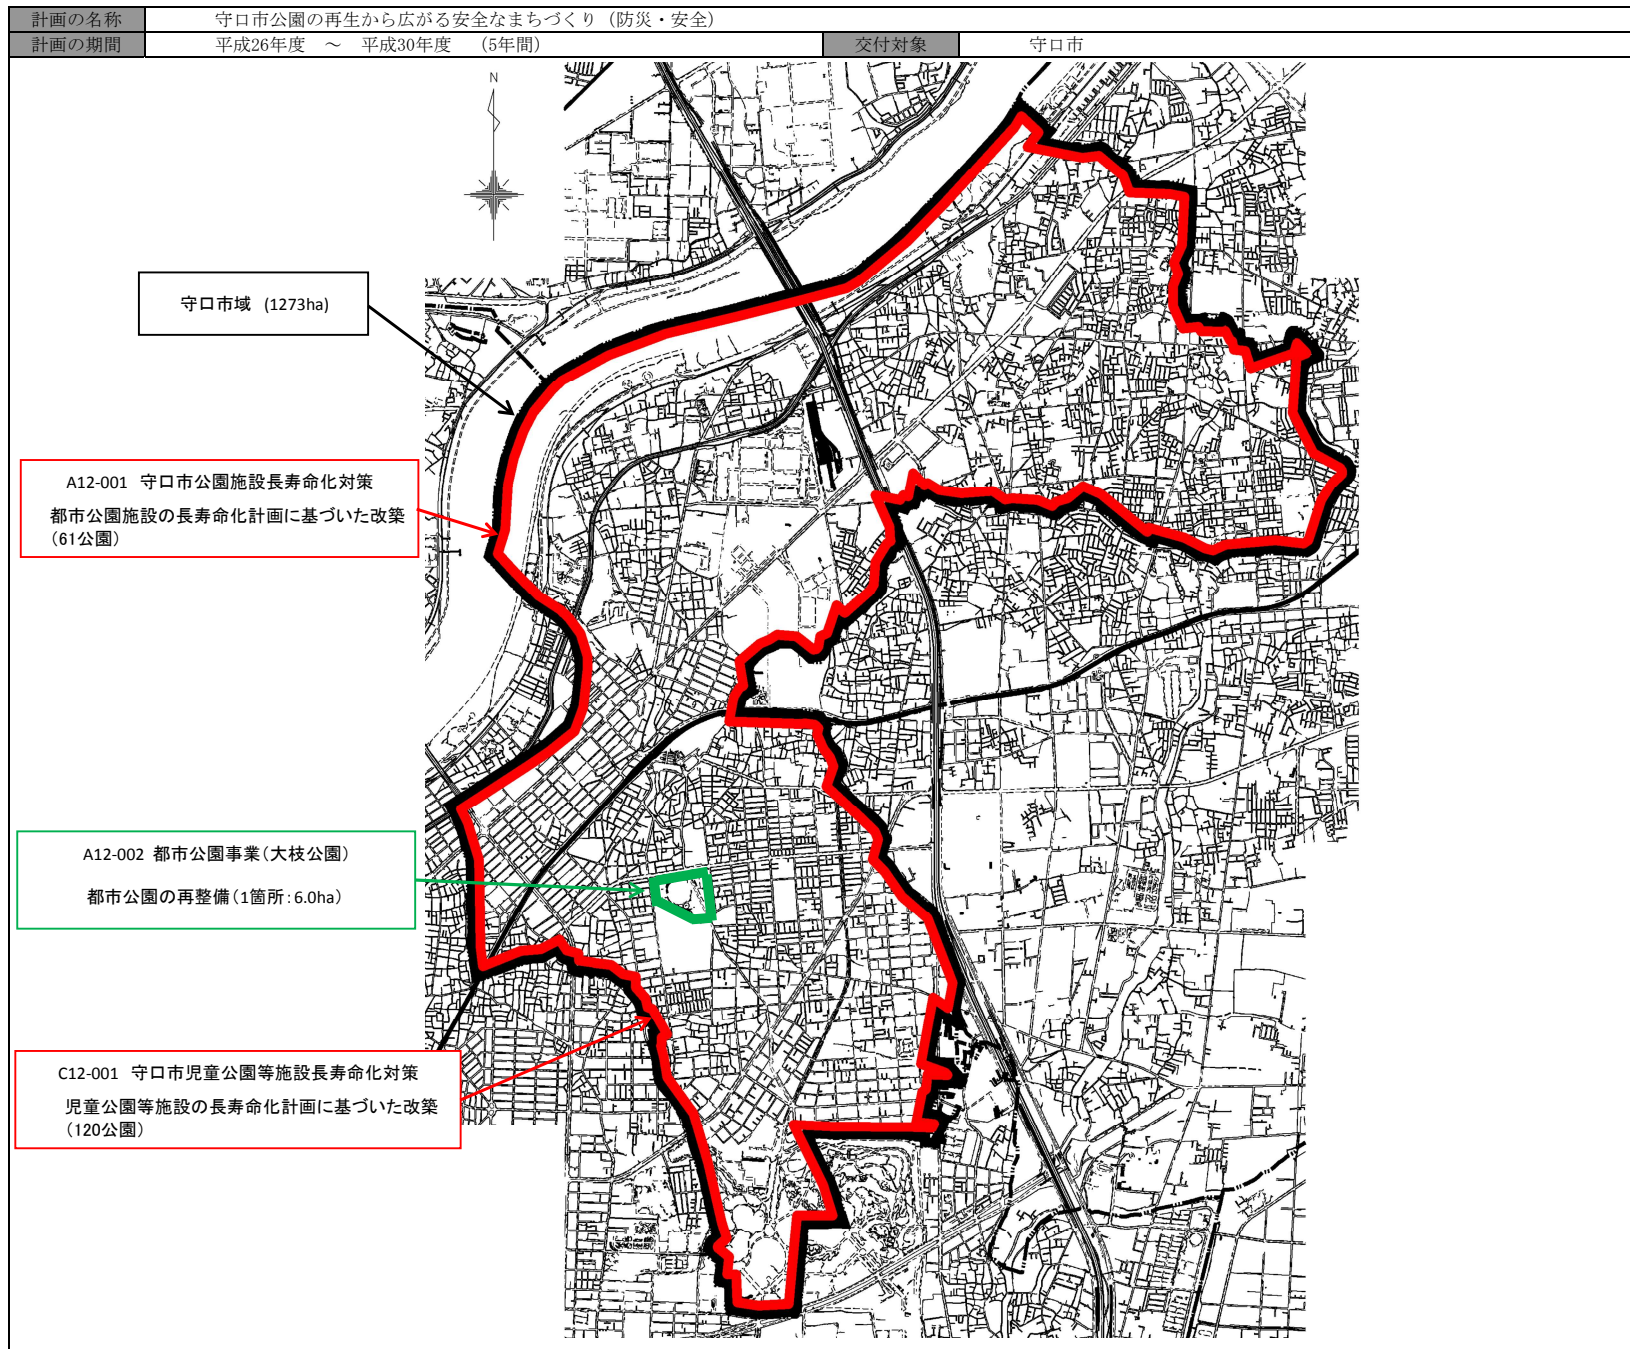 計画の名称 守口市公園の再生から広がる安全なまちづくり（防災・安全）
計画の期間 平成26年度　～　平成30年度　（5年間） 交付対象 守口市
N
守口市域 (1273ha)
A12-001 守口市公園施設長寿命化対策
都市公園施設の長寿命化計画に基づいた改築
（61公園）
A12-002 都市公園事業（大枝公園）
都市公園の再整備（1箇所：6.0ha）
C12-001 守口市児童公園等施設長寿命化対策
児童公園等施設の長寿命化計画に基づいた改築
（120公園）